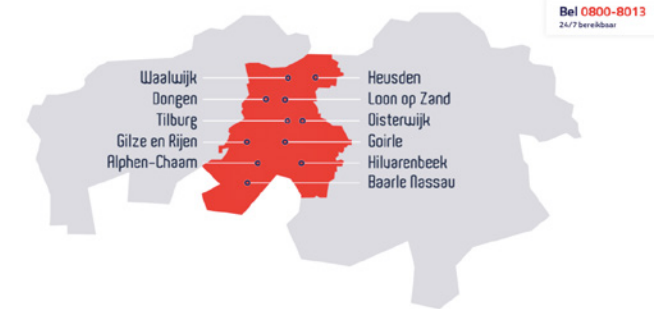 Bel 0800-8013
24/7 bereikbaar
Waalwijk
Dongen
Tilburg
Gilze en Rijen
Alphen-Chaam
Heusden
Loon op Zand
Oisterwijk
Goirle
Hilvarenbeek
Baarle Nassau